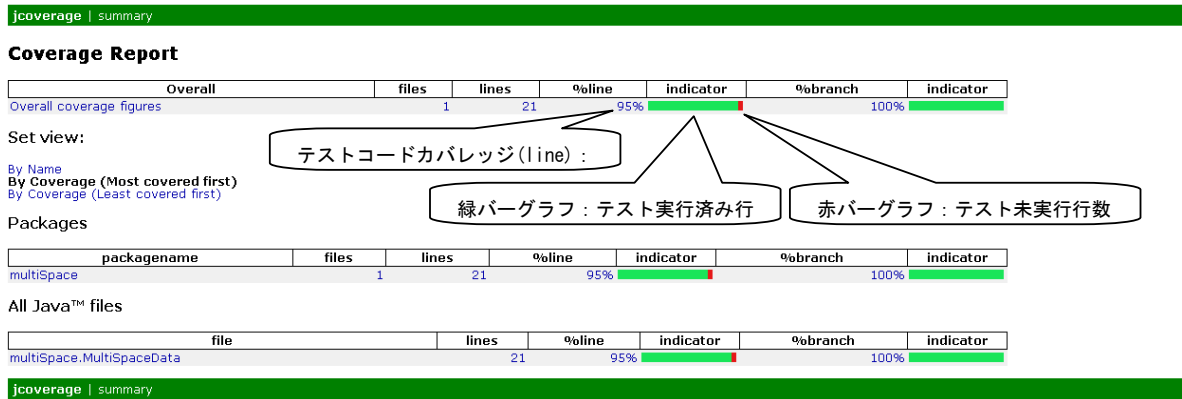 jcoverage | summary
Coverage Report
Overall files lines %line indicator %branch indicator
Overall coverage figures 1 21 95% 100%
Set view:
テストコードカバレッジ(line)：
By Name
By Coverage (Most covered first)
By Coverage (Least covered first)
緑バーグラフ：テスト実行済み行
赤バーグラフ：テスト未実行行数
Packages
packagename files lines %line indicator %branch indicator
multiSpace 1 21 95% 100%
All Java™ files
file lines %line indicator %branch indicator
multiSpace.MultiSpaceData 21 95% 100%
jcoverage | summary